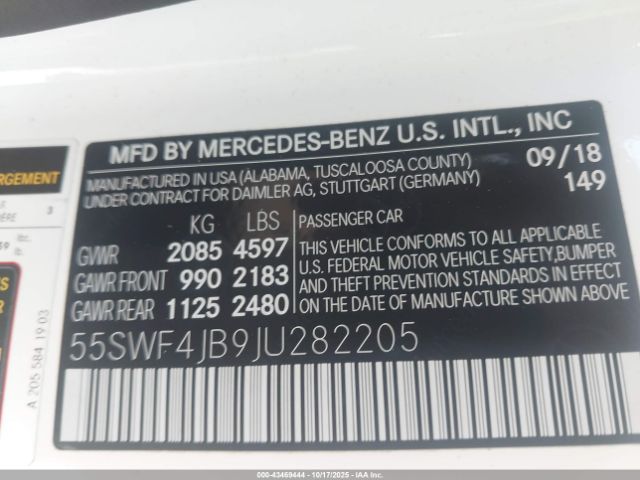 MFD BY MERCEDES-BENZ U.S. INTL., INC
MANUFACTURED IN USA (ALABAMA, TUSCALOOSA COUNTY) 09/18
UNDER CONTRACT FOR DAIMLER AG, STUTTGART (GERMANY) 149
KG LBS PASSENGER CAR
GVWR 2085 4597 THIS VEHICLE CONFORMS TO ALL APPLICABLE
GAWR FRONT 990 2183 U.S. FEDERAL MOTOR VEHICLE SAFETY,BUMPER
AND THEFT PREVENTION STANDARDS IN EFFECT
GAWR REAR 1125 2480 ON THE DATE OF MANUFACTURE SHOWN ABOVE
55SWF4JB9JU282205
RGEMENT
3
lb.
A 205 584 19 03
000-43469444 | 10/17/2025 | IAA Inc.